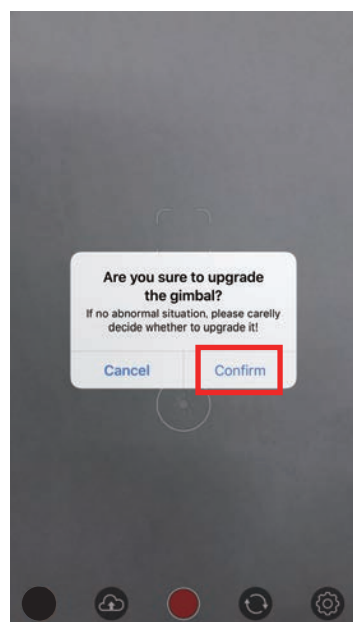 Are you sure to upgrade
the gimbal?
If no abnormal situation, please carelly
decide whether to upgrade it!
Cancel
Confirm